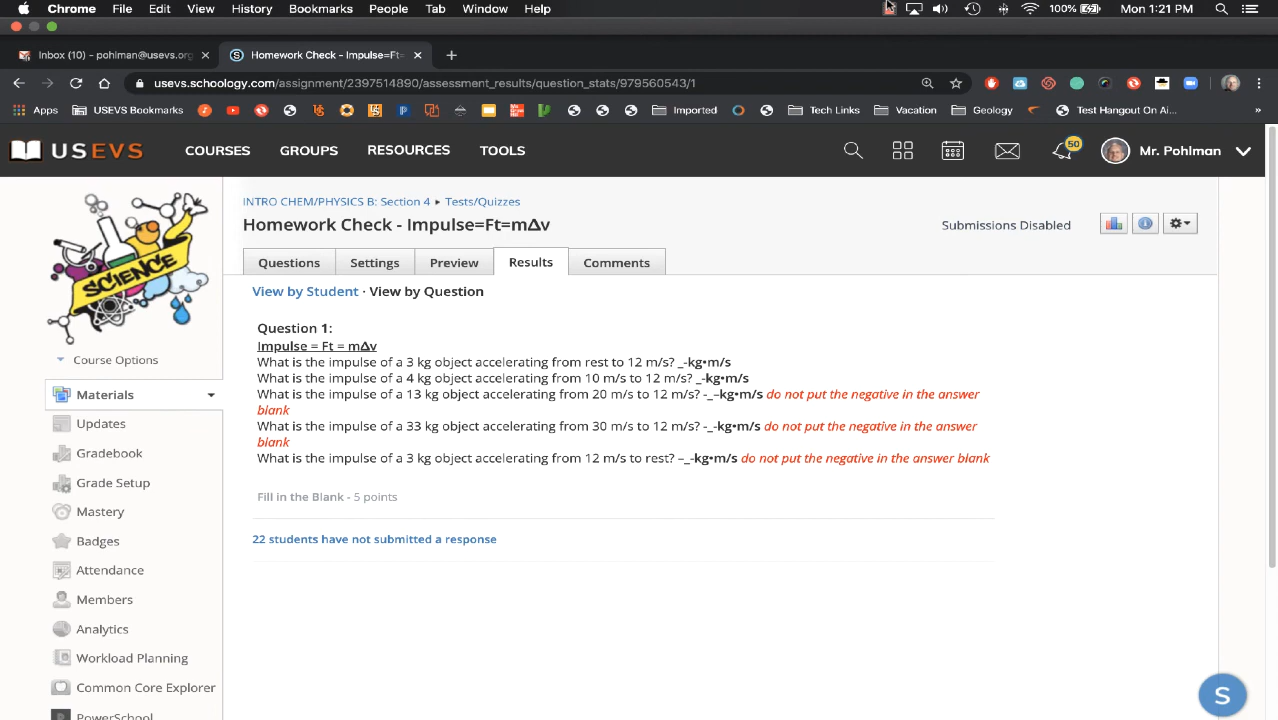 Chrome File Edit View History Bookmarks People Tab Window Help 100% Mon 1:21 PM
Inbox (10) - pohlman@usevs.org
Homework Check - Impulse=Ft=
usevs.schoology.com/assignment/2397514890/assessment_results/question_stats/979560543/1
Apps USEVS Bookmarks Imported Tech Links Vacation Geology Test Hangout On Ai... »
USEVS COURSES GROUPS RESOURCES TOOLS 50 Mr. Pohlman
SCIENCE
INTRO CHEM/PHYSICS B: Section 4 ▸ Tests/Quizzes
Homework Check - Impulse=Ft=mΔv
Submissions Disabled
Questions Settings Preview Results Comments
View by Student · View by Question
Question 1:
Impulse = Ft = mΔv
What is the impulse of a 3 kg object accelerating from rest to 12 m/s? _-kg•m/s
What is the impulse of a 4 kg object accelerating from 10 m/s to 12 m/s? _-kg•m/s
What is the impulse of a 13 kg object accelerating from 20 m/s to 12 m/s? -_-kg•m/s do not put the negative in the answer
blank
What is the impulse of a 33 kg object accelerating from 30 m/s to 12 m/s? -_-kg•m/s do not put the negative in the answer
blank
What is the impulse of a 3 kg object accelerating from 12 m/s to rest? –_-kg•m/s do not put the negative in the answer blank
Fill in the Blank - 5 points
22 students have not submitted a response
Course Options
Materials
Updates
Gradebook
Grade Setup
Mastery
Badges
Attendance
Members
Analytics
Workload Planning
Common Core Explorer
PowerSchool
S